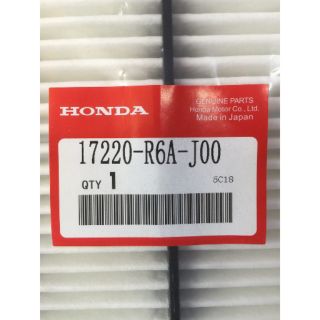 HONDA
GENUINE PARTS
Honda Motor Co., Ltd.
Made in Japan
17220-R6A-J00
QTY 1
5C18